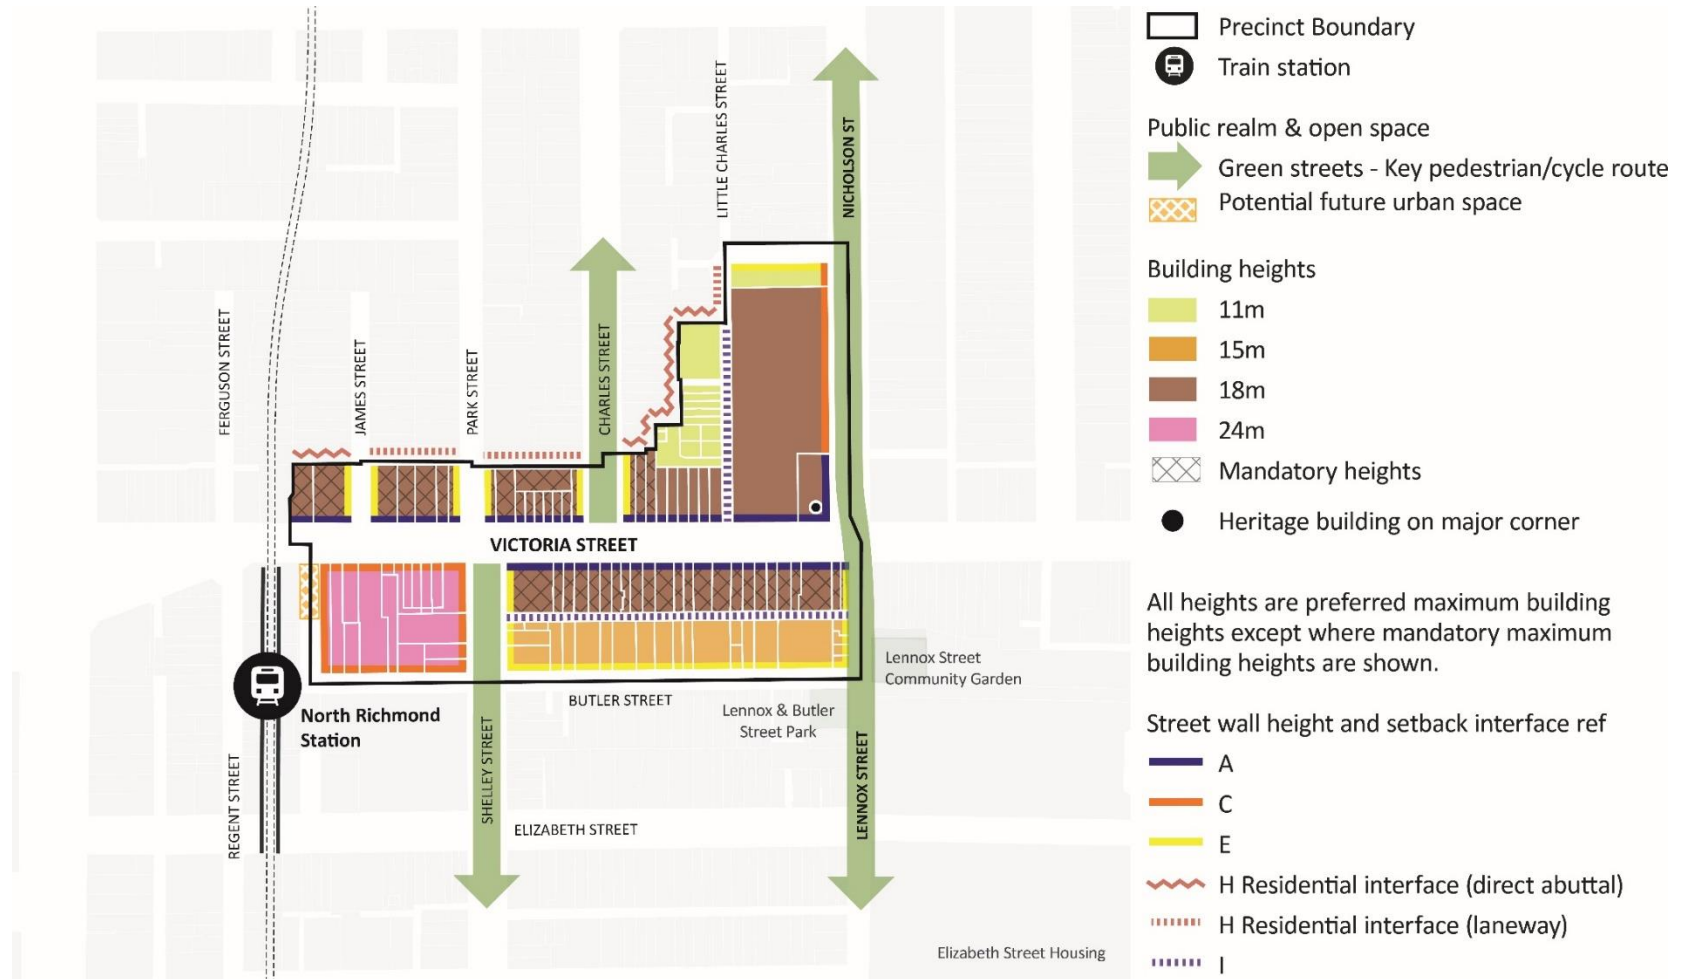 Precinct Boundary
Train station
Public realm & open space
Green streets - Key pedestrian/cycle route
Potential future urban space
Building heights
11m
15m
18m
24m
Mandatory heights
Heritage building on major corner
All heights are preferred maximum building
heights except where mandatory maximum
building heights are shown.
Street wall height and setback interface ref
A
C
E
H Residential interface (direct abuttal)
H Residential interface (laneway)
I
FERGUSON STREET
JAMES STREET
PARK STREET
CHARLES STREET
LITTLE CHARLES STREET
NICHOLSON ST
VICTORIA STREET
North Richmond
Station
REGENT STREET
SHELLEY STREET
BUTLER STREET
ELIZABETH STREET
LENNOX STREET
Lennox Street
Community Garden
Lennox & Butler
Street Park
Elizabeth Street Housing